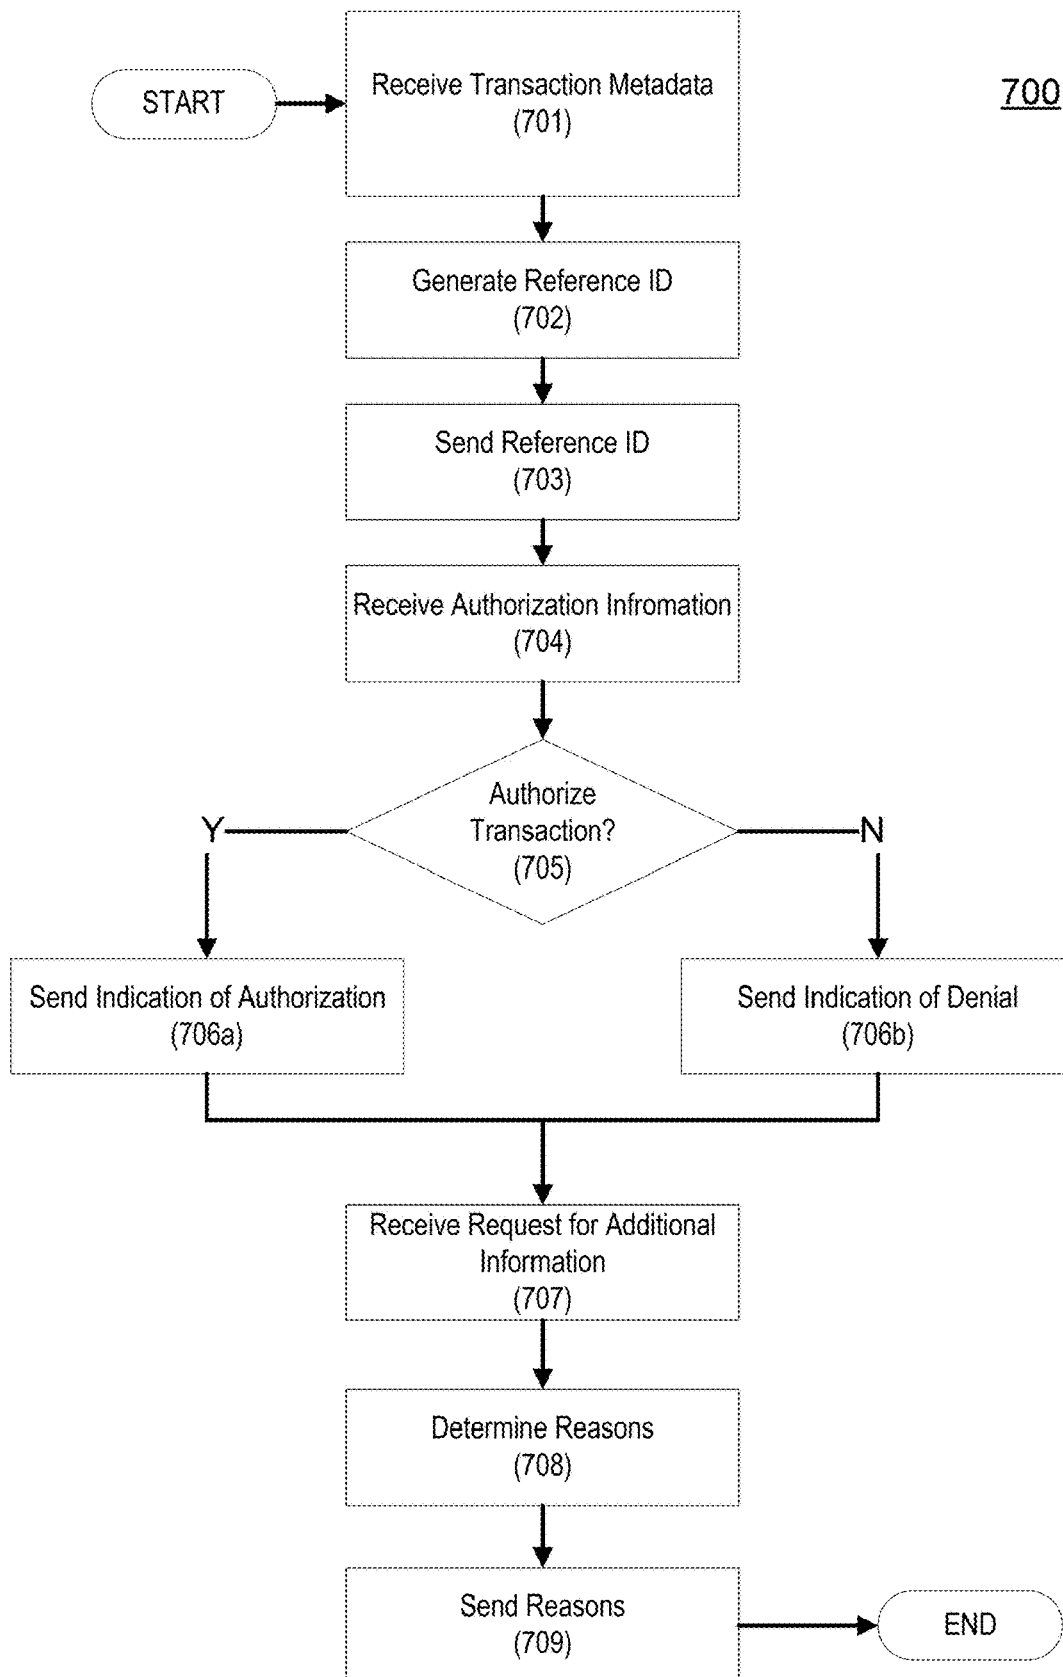 700
START
Receive Transaction Metadata
(701)
Generate Reference ID
(702)
Send Reference ID
(703)
Receive Authorization Infromation
(704)
Authorize
Transaction?
(705)
Y
N
Send Indication of Authorization
(706a)
Send Indication of Denial
(706b)
Receive Request for Additional
Information
(707)
Determine Reasons
(708)
Send Reasons
(709)
END